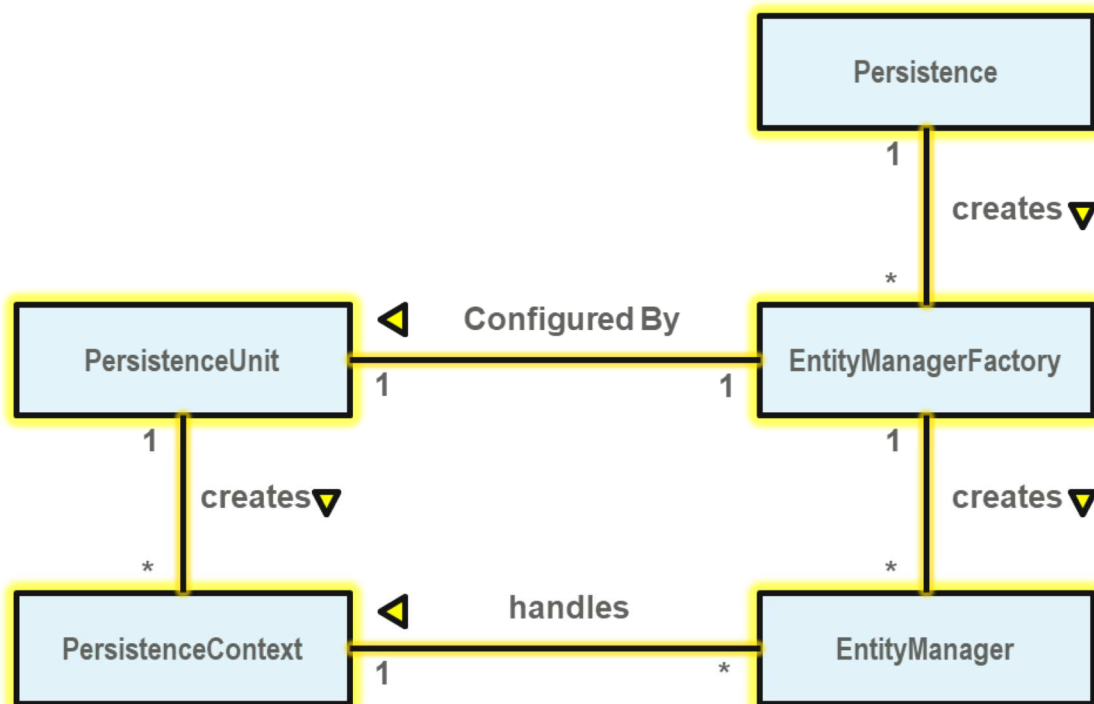 Persistence
1
creates
*
Configured By
PersistenceUnit
EntityManagerFactory
1
1
1
1
creates
creates
*
*
handles
PersistenceContext
EntityManager
1
*